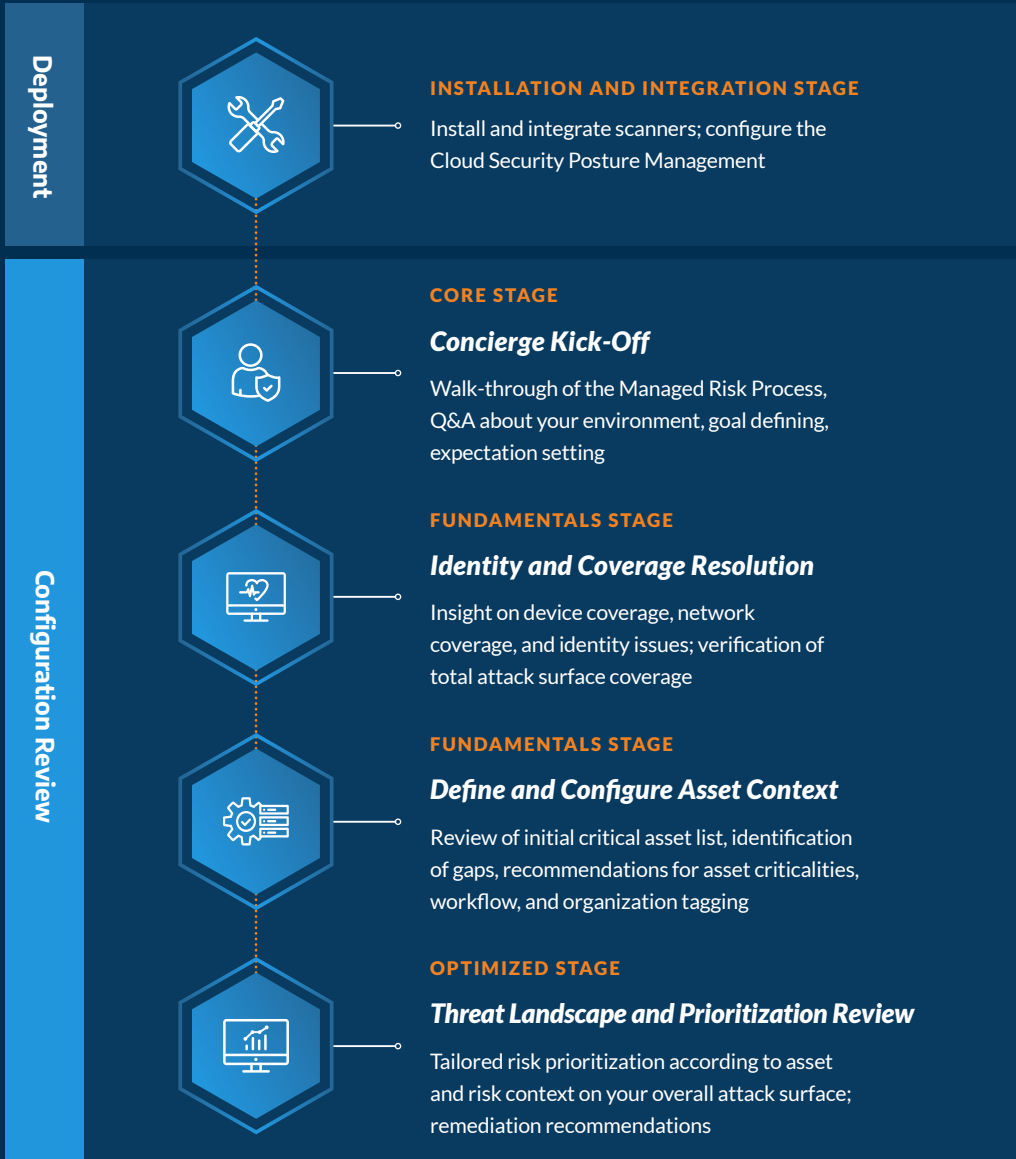 Deployment
INSTALLATION AND INTEGRATION STAGE
Install and integrate scanners; configure the
Cloud Security Posture Management
Configuration Review
CORE STAGE
Concierge Kick-Off
Walk-through of the Managed Risk Process,
Q&A about your environment, goal defining,
expectation setting
FUNDAMENTALS STAGE
Identity and Coverage Resolution
Insight on device coverage, network
coverage, and identity issues; verification of
total attack surface coverage
FUNDAMENTALS STAGE
Define and Configure Asset Context
Review of initial critical asset list, identification
of gaps, recommendations for asset criticalities,
workflow, and organization tagging
OPTIMIZED STAGE
Threat Landscape and Prioritization Review
Tailored risk prioritization according to asset
and risk context on your overall attack surface;
remediation recommendations